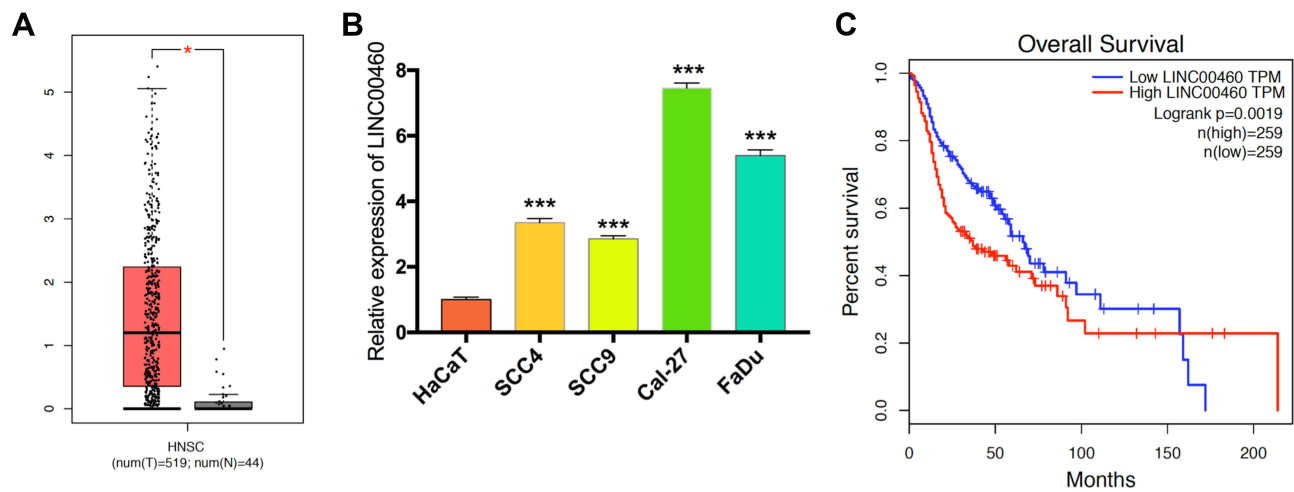 A
*
5
4
3
2
1
0
HNSC
(num(T)=519; num(N)=44)
B
Relative expression of LINC00460
8
6
4
2
0
***
***
***
***
HaCaT
SCC4
SCC9
Cal-27
FaDu
C
Overall Survival
Low LINC00460 TPM
High LINC00460 TPM
Logrank p=0.0019
n(high)=259
n(low)=259
Percent survival
1.0
0.8
0.6
0.4
0.2
0.0
0
50
100
150
200
Months